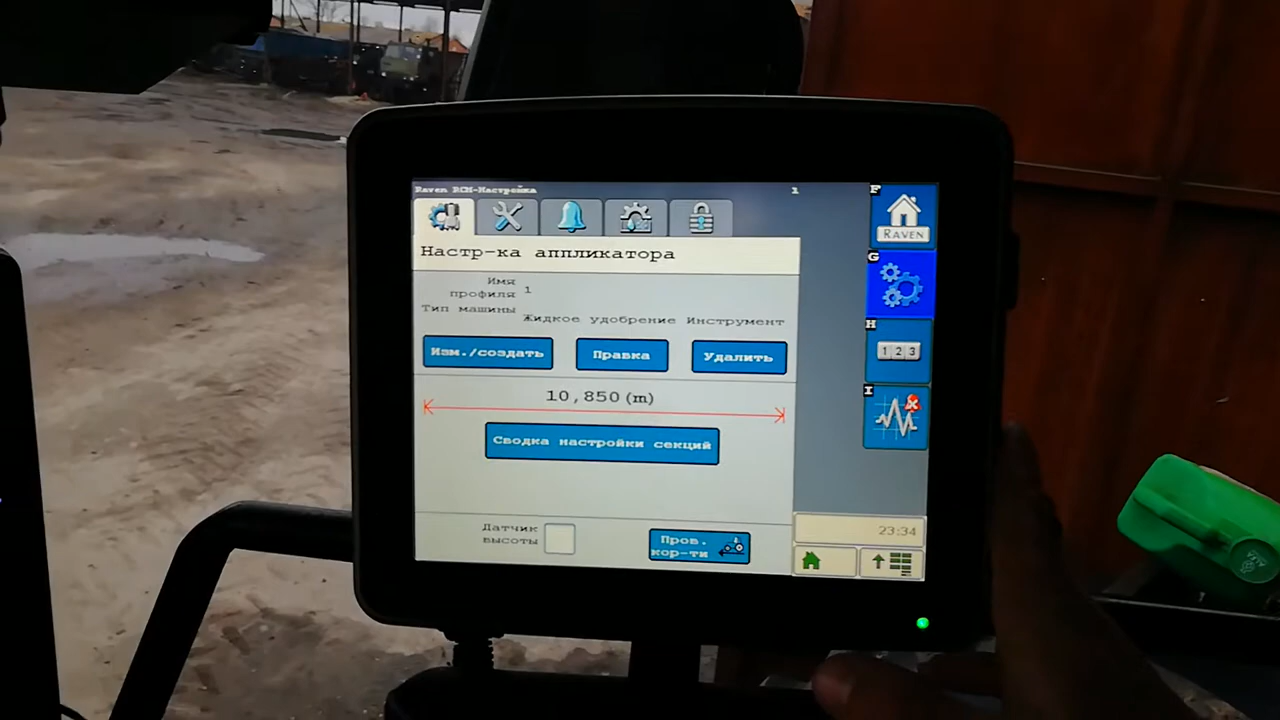 Raven RCM-Настройка
1
F
RAVEN
G
Настр-ка аппликатора
Имя
профиля 1
Тип машины Жидкое удобрение Инструмент
H
1 2 3
Изм./создать Правка Удалить
I
10,850(m)
Сводка настройки секций
Датчик
высоты
Пров.
кор-ти
23:34